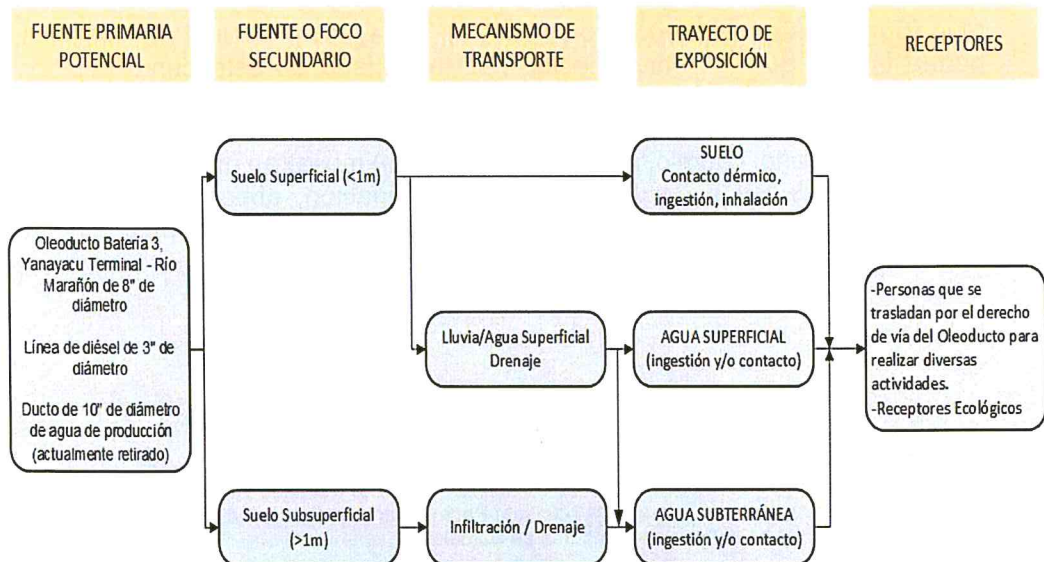 FUENTE PRIMARIA
POTENCIAL
FUENTE O FOCO
SECUNDARIO
MECANISMO DE
TRANSPORTE
TRAYECTO DE
EXPOSICIÓN
RECEPTORES
Suelo Superficial (<1m)
SUELO
Contacto dérmico,
ingestión, inhalación
Oleoducto Batería 3,
Yanayacu Terminal - Río
Marañón de 8" de
diámetro
Línea de diésel de 3" de
diámetro
Ducto de 10" de diámetro
de agua de producción
(actualmente retirado)
Lluvia/Agua Superficial
Drenaje
AGUA SUPERFICIAL
(ingestión y/o contacto)
-Personas que se
trasladan por el derecho
de vía del Oleoducto para
realizar diversas
actividades.
-Receptores Ecológicos
Suelo Subsuperficial
(>1m)
Infiltración / Drenaje
AGUA SUBTERRÁNEA
(ingestión y/o contacto)